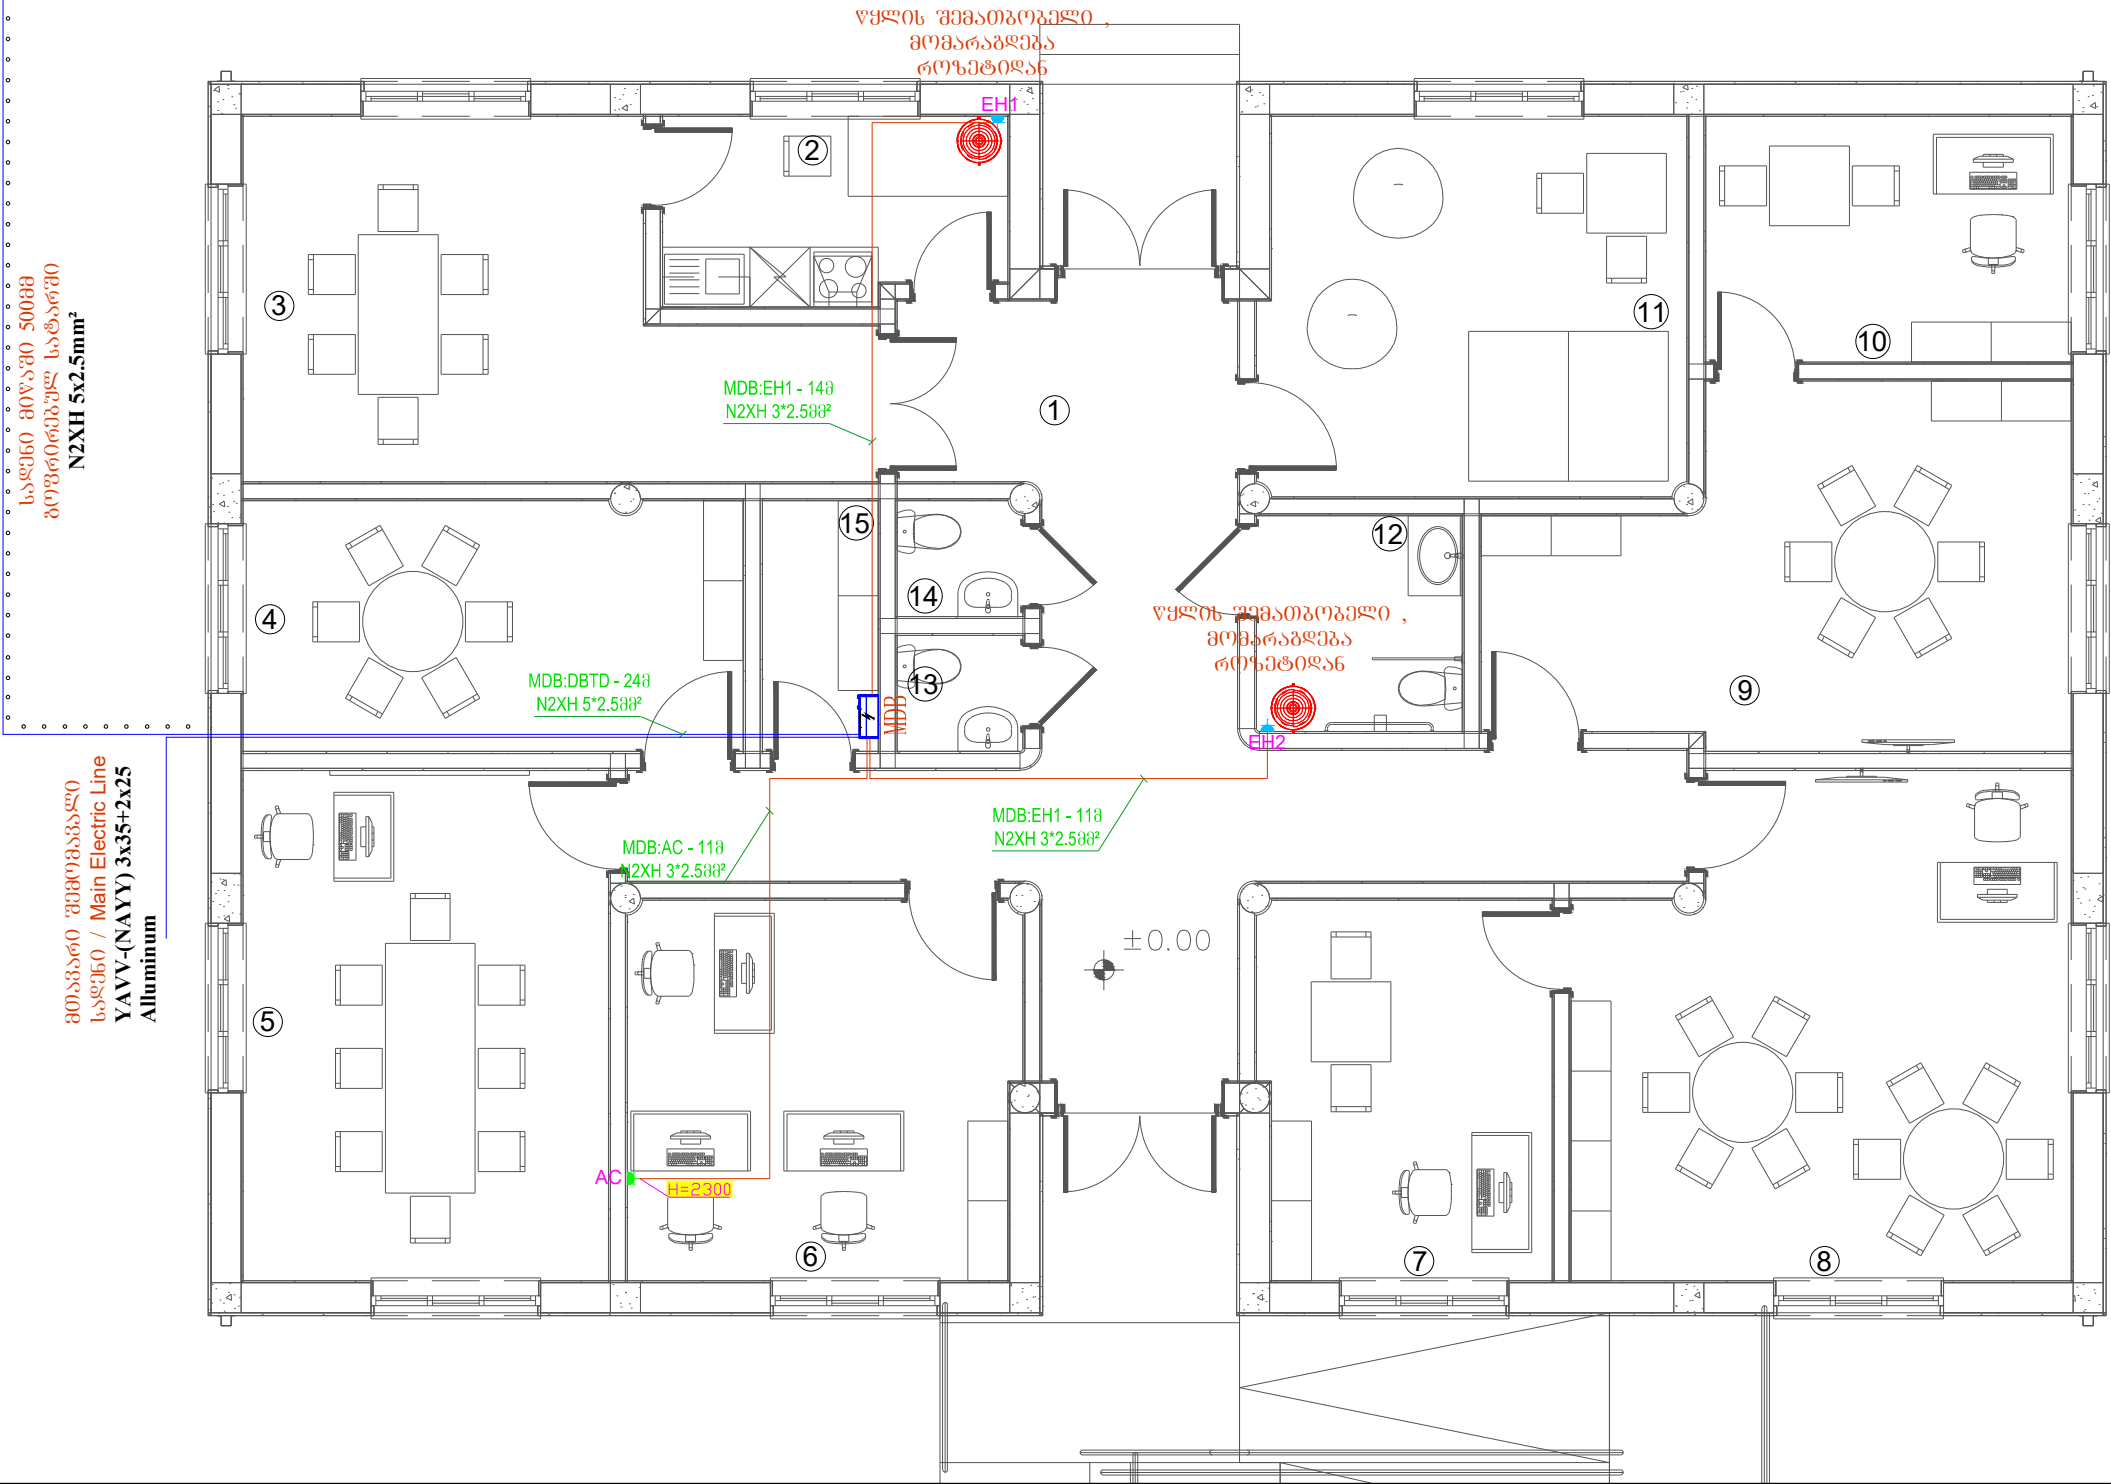 წყლის შემათბობელი ,
მომარაგდება
როზეტიდან
EH1
2
3
11
10
სადენი მიწაში 50მმ
გოფრირებულ სატარში
N2XH 5x2.5mm²
MDB:EH1 - 14მ
N2XH 3*2.5მმ²
1
15
12
14
4
წყლის შემათბობელი ,
მომარაგდება
როზეტიდან
13
9
MDB:DBTD - 24მ
N2XH 5*2.5მმ²
MDB
EH2
მთავარი შემომავალი
სადენი / Main Electric Line
YAVV-(NAYY) 3x35+2x25
Alluminum
MDB:EH1 - 11მ
N2XH 3*2.5მმ²
MDB:AC - 11მ
N2XH 3*2.5მმ²
±0.00
5
AC
H=2300
6
7
8